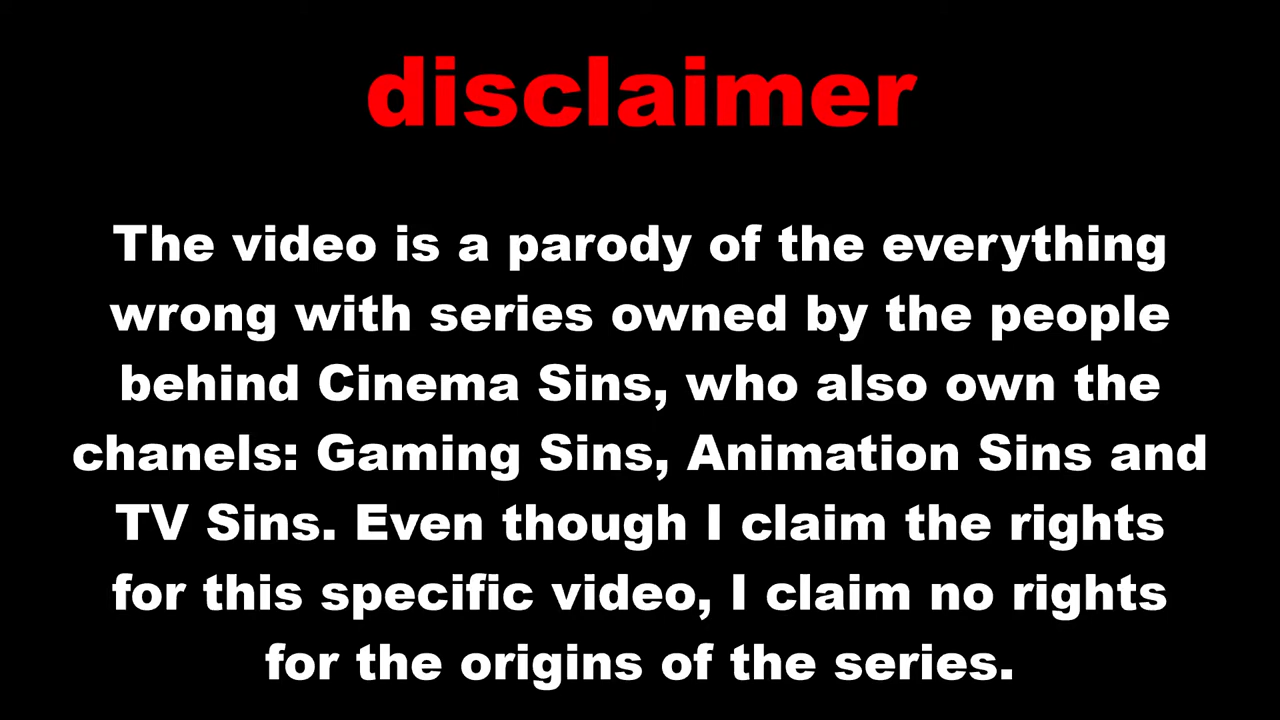 disclaimer
The video is a parody of the everything
wrong with series owned by the people
behind Cinema Sins, who also own the
chanels: Gaming Sins, Animation Sins and
TV Sins. Even though I claim the rights
for this specific video, I claim no rights
for the origins of the series.